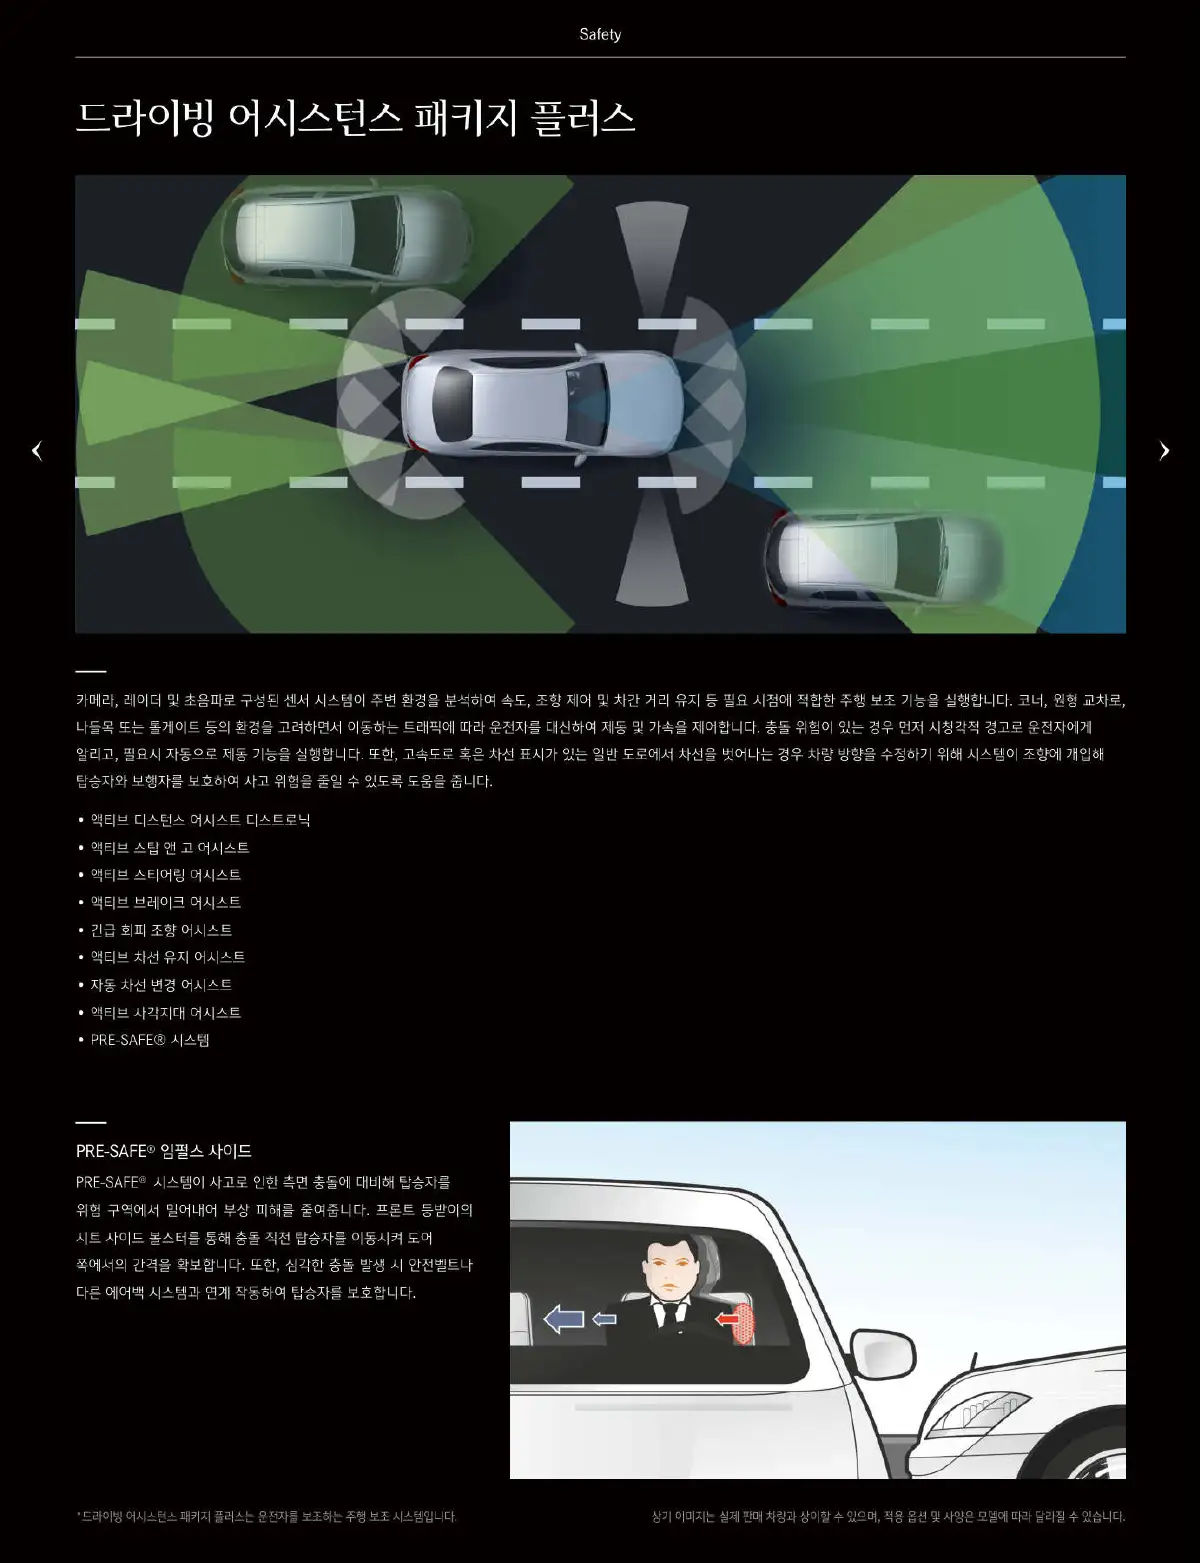 Safety
드라이빙 어시스턴스 패키지 플러스
카메라, 레이더 및 초음파로 구성된 센서 시스템이 주변 환경을 분석하여 속도, 조향 제어 및 차간 거리 유지 등 필요 시점에 적합한 주행 보조 기능을 실행합니다. 코너, 원형 교차로,
나들목 또는 톨게이트 등의 환경을 고려하면서 이동하는 트래픽에 따라 운전자를 대신하여 제동 및 가속을 제어합니다. 충돌 위험이 있는 경우 먼저 시청각적 경고로 운전자에게
알리고, 필요시 자동으로 제동 기능을 실행합니다. 또한, 고속도로 혹은 차선 표시가 있는 일반 도로에서 차선을 벗어나는 경우 차량 방향을 수정하기 위해 시스템이 조향에 개입해
탑승자와 보행자를 보호하여 사고 위험을 줄일 수 있도록 도움을 줍니다.
• 액티브 디스턴스 어시스트 디스트로닉
• 액티브 스탑 앤 고 어시스트
• 액티브 스티어링 어시스트
• 액티브 브레이크 어시스트
• 긴급 회피 조향 어시스트
• 액티브 차선 유지 어시스트
• 자동 차선 변경 어시스트
• 액티브 사각지대 어시스트
• PRE-SAFE® 시스템
PRE-SAFE® 임펄스 사이드
PRE-SAFE® 시스템이 사고로 인한 측면 충돌에 대비해 탑승자를
위험 구역에서 밀어내어 부상 피해를 줄여줍니다. 프론트 등받이의
시트 사이드 볼스터를 통해 충돌 직전 탑승자를 이동시켜 도어
쪽에서의 간격을 확보합니다. 또한, 심각한 충돌 발생 시 안전벨트나
다른 에어백 시스템과 연계 작동하여 탑승자를 보호합니다.
*드라이빙 어시스턴스 패키지 플러스는 운전자를 보조하는 주행 보조 시스템입니다.
상기 이미지는 실제 판매 차량과 상이할 수 있으며, 적용 옵션 및 사양은 모델에 따라 달라질 수 있습니다.